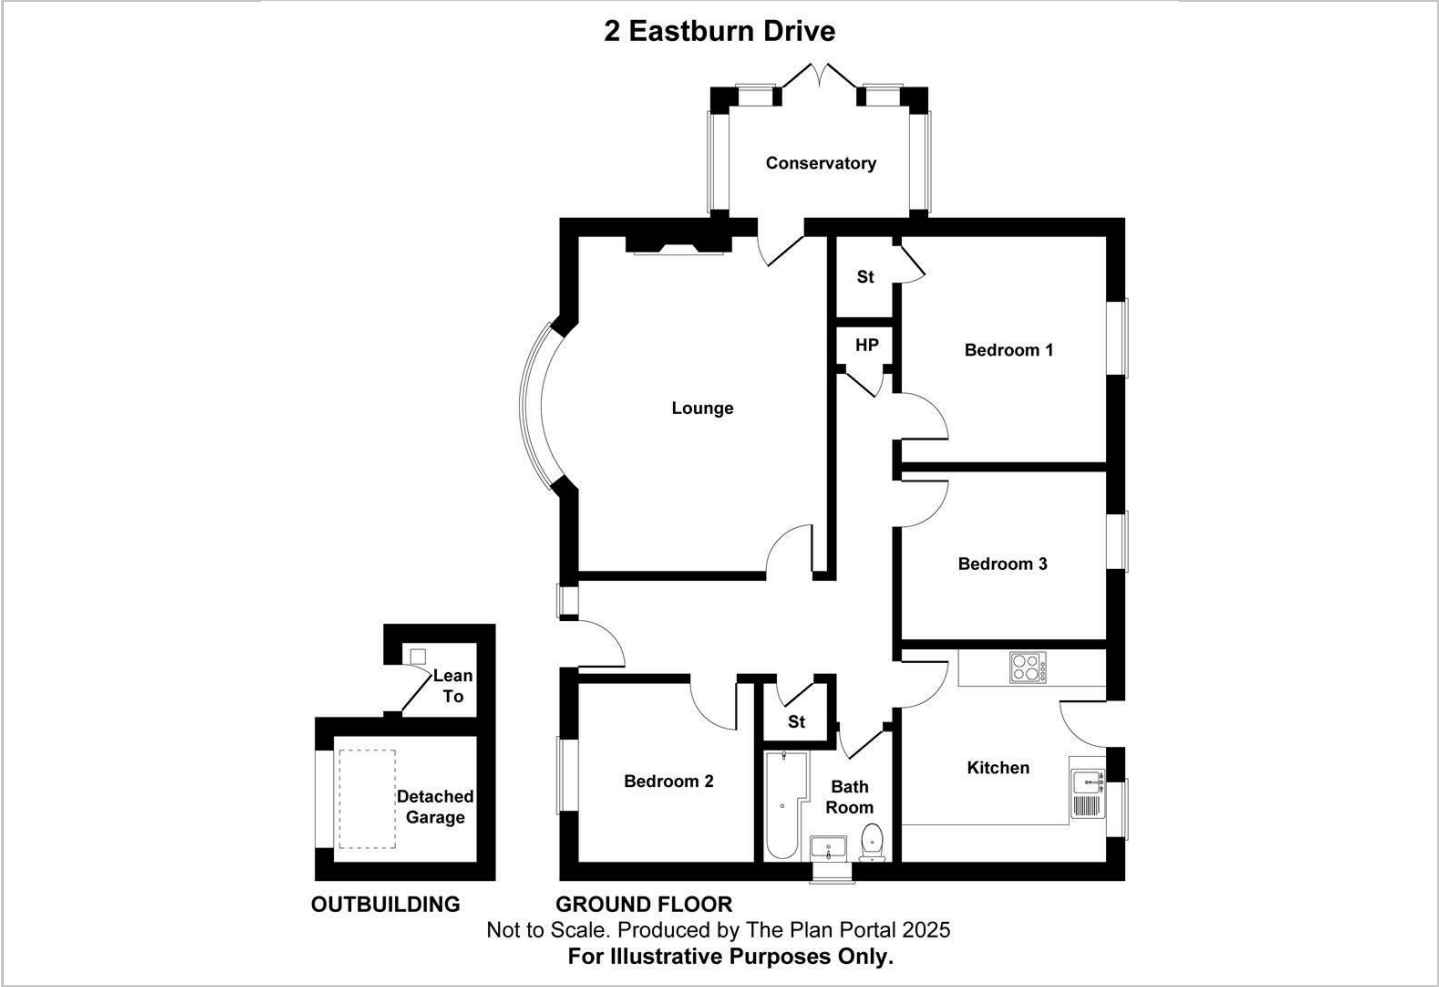 2 Eastburn Drive
Conservatory
St
HP
Bedroom 1
Lounge
Bedroom 3
Lean
To
St
Kitchen
Bedroom 2
Bath
Room
Detached
Garage
OUTBUILDING
GROUND FLOOR
Not to Scale. Produced by The Plan Portal 2025
For Illustrative Purposes Only.